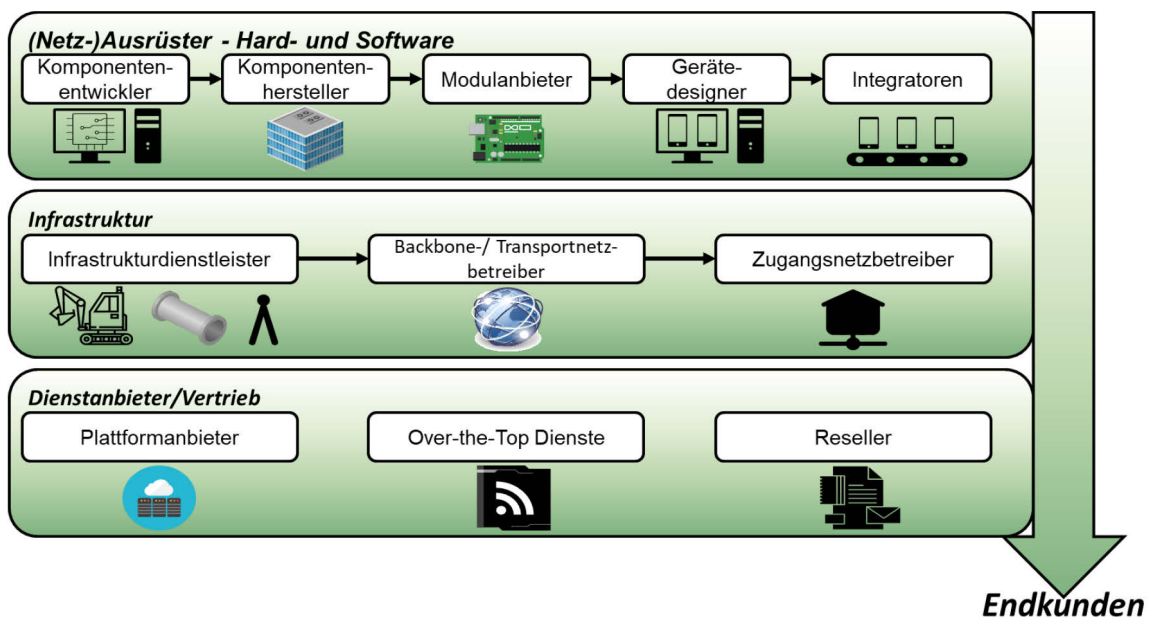 (Netz-)Ausrüster - Hard- und Software
Komponenten-
entwickler
Komponenten-
hersteller
Modulanbieter
Geräte-
designer
Integratoren
Infrastruktur
Infrastrukturdienstleister
Backbone-/ Transportnetz-
betreiber
Zugangsnetzbetreiber
Dienstanbieter/Vertrieb
Plattformanbieter
Over-the-Top Dienste
Reseller
Endkunden